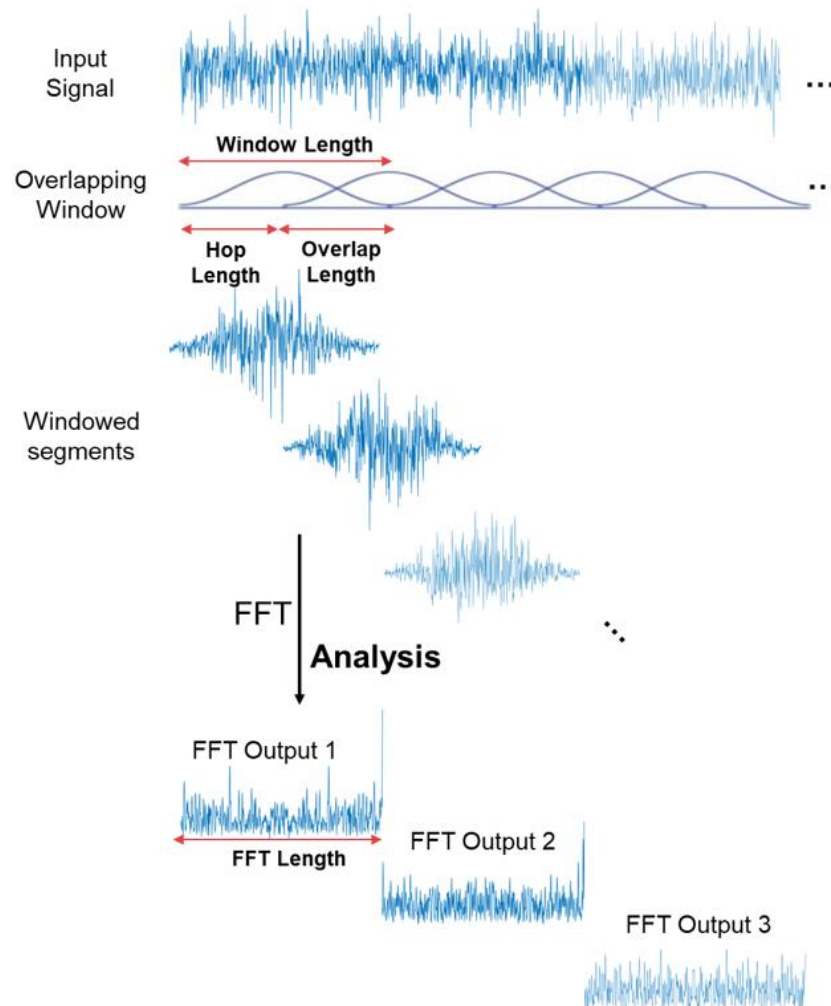 Input
Signal
...
Window Length
Overlapping
Window
...
Hop
Length
Overlap
Length
Windowed
segments
...
FFT
Analysis
FFT Output 1
FFT Length
FFT Output 2
FFT Output 3